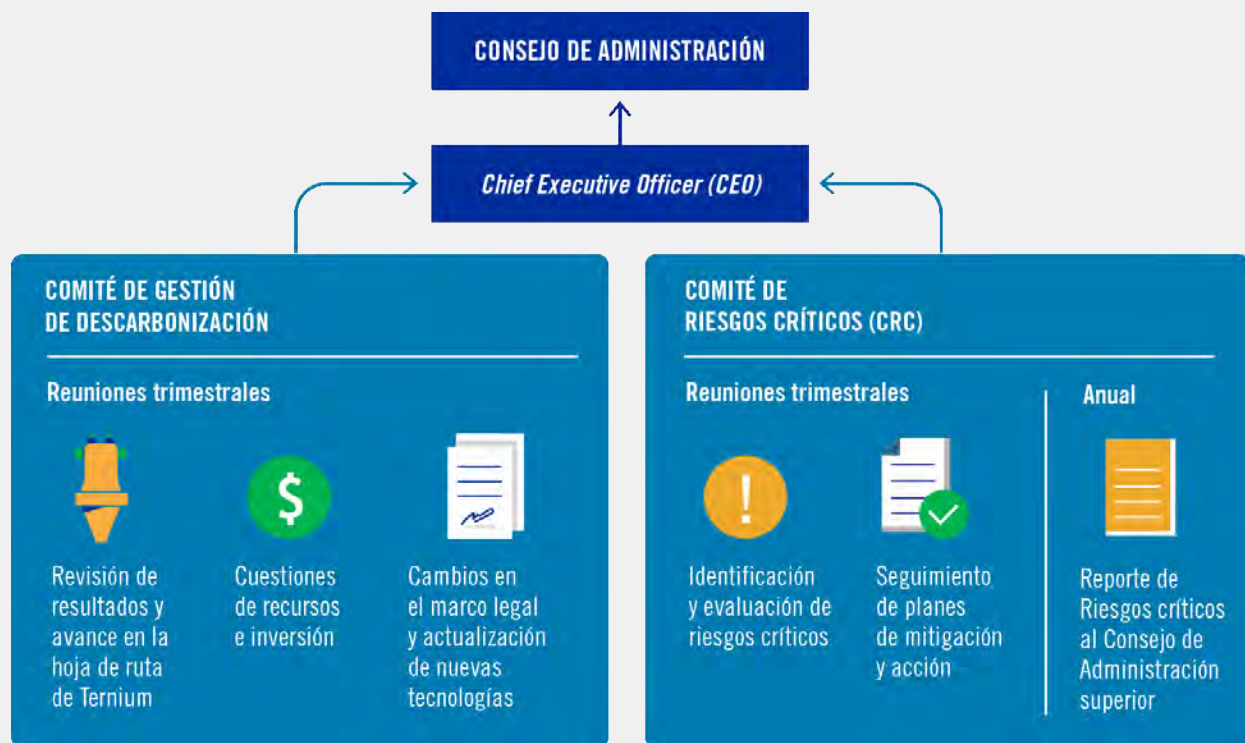 CONSEJO DE ADMINISTRACIÓN
Chief Executive Officer (CEO)
COMITÉ DE GESTIÓN
DE DESCARBONIZACIÓN
Reuniones trimestrales
$
Revisión de
resultados y
avance en la
hoja de ruta
de Ternium
Cuestiones
de recursos
e inversión
Cambios en
el marco legal
y actualización
de nuevas
tecnologías
COMITÉ DE
RIESGOS CRÍTICOS (CRC)
Reuniones trimestrales
!
Identificación
y evaluación de
riesgos críticos
Seguimiento
de planes
de mitigación
y acción
Anual
Reporte de
Riesgos críticos
al Consejo de
Administración
superior